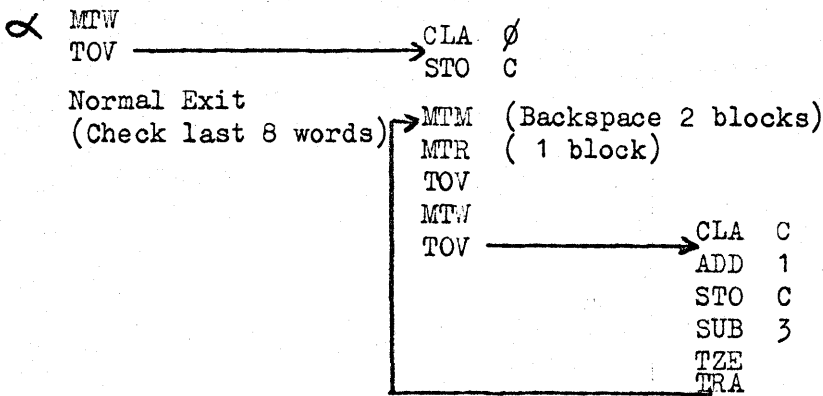 α MTW
TOV
Normal Exit
(Check last 8 words)
CLA Ø
STO C
MTM (Backspace 2 blocks)
MTR ( 1 block)
TOV
MTW
TOV
CLA C
ADD 1
STO C
SUB 3
TZE
TRA